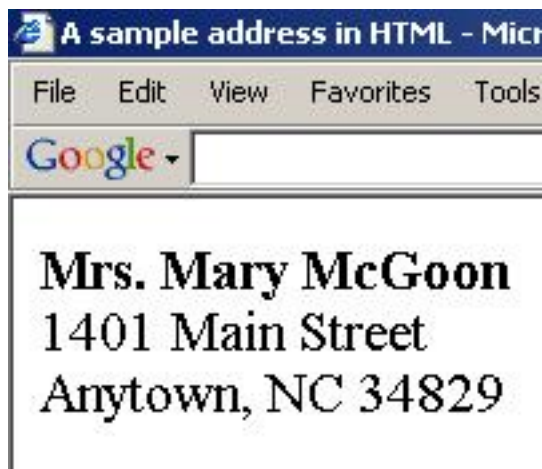 A sample address in HTML - Micr
File Edit View Favorites Tools
Google
Mrs. Mary McGoon
1401 Main Street
Anytown, NC 34829